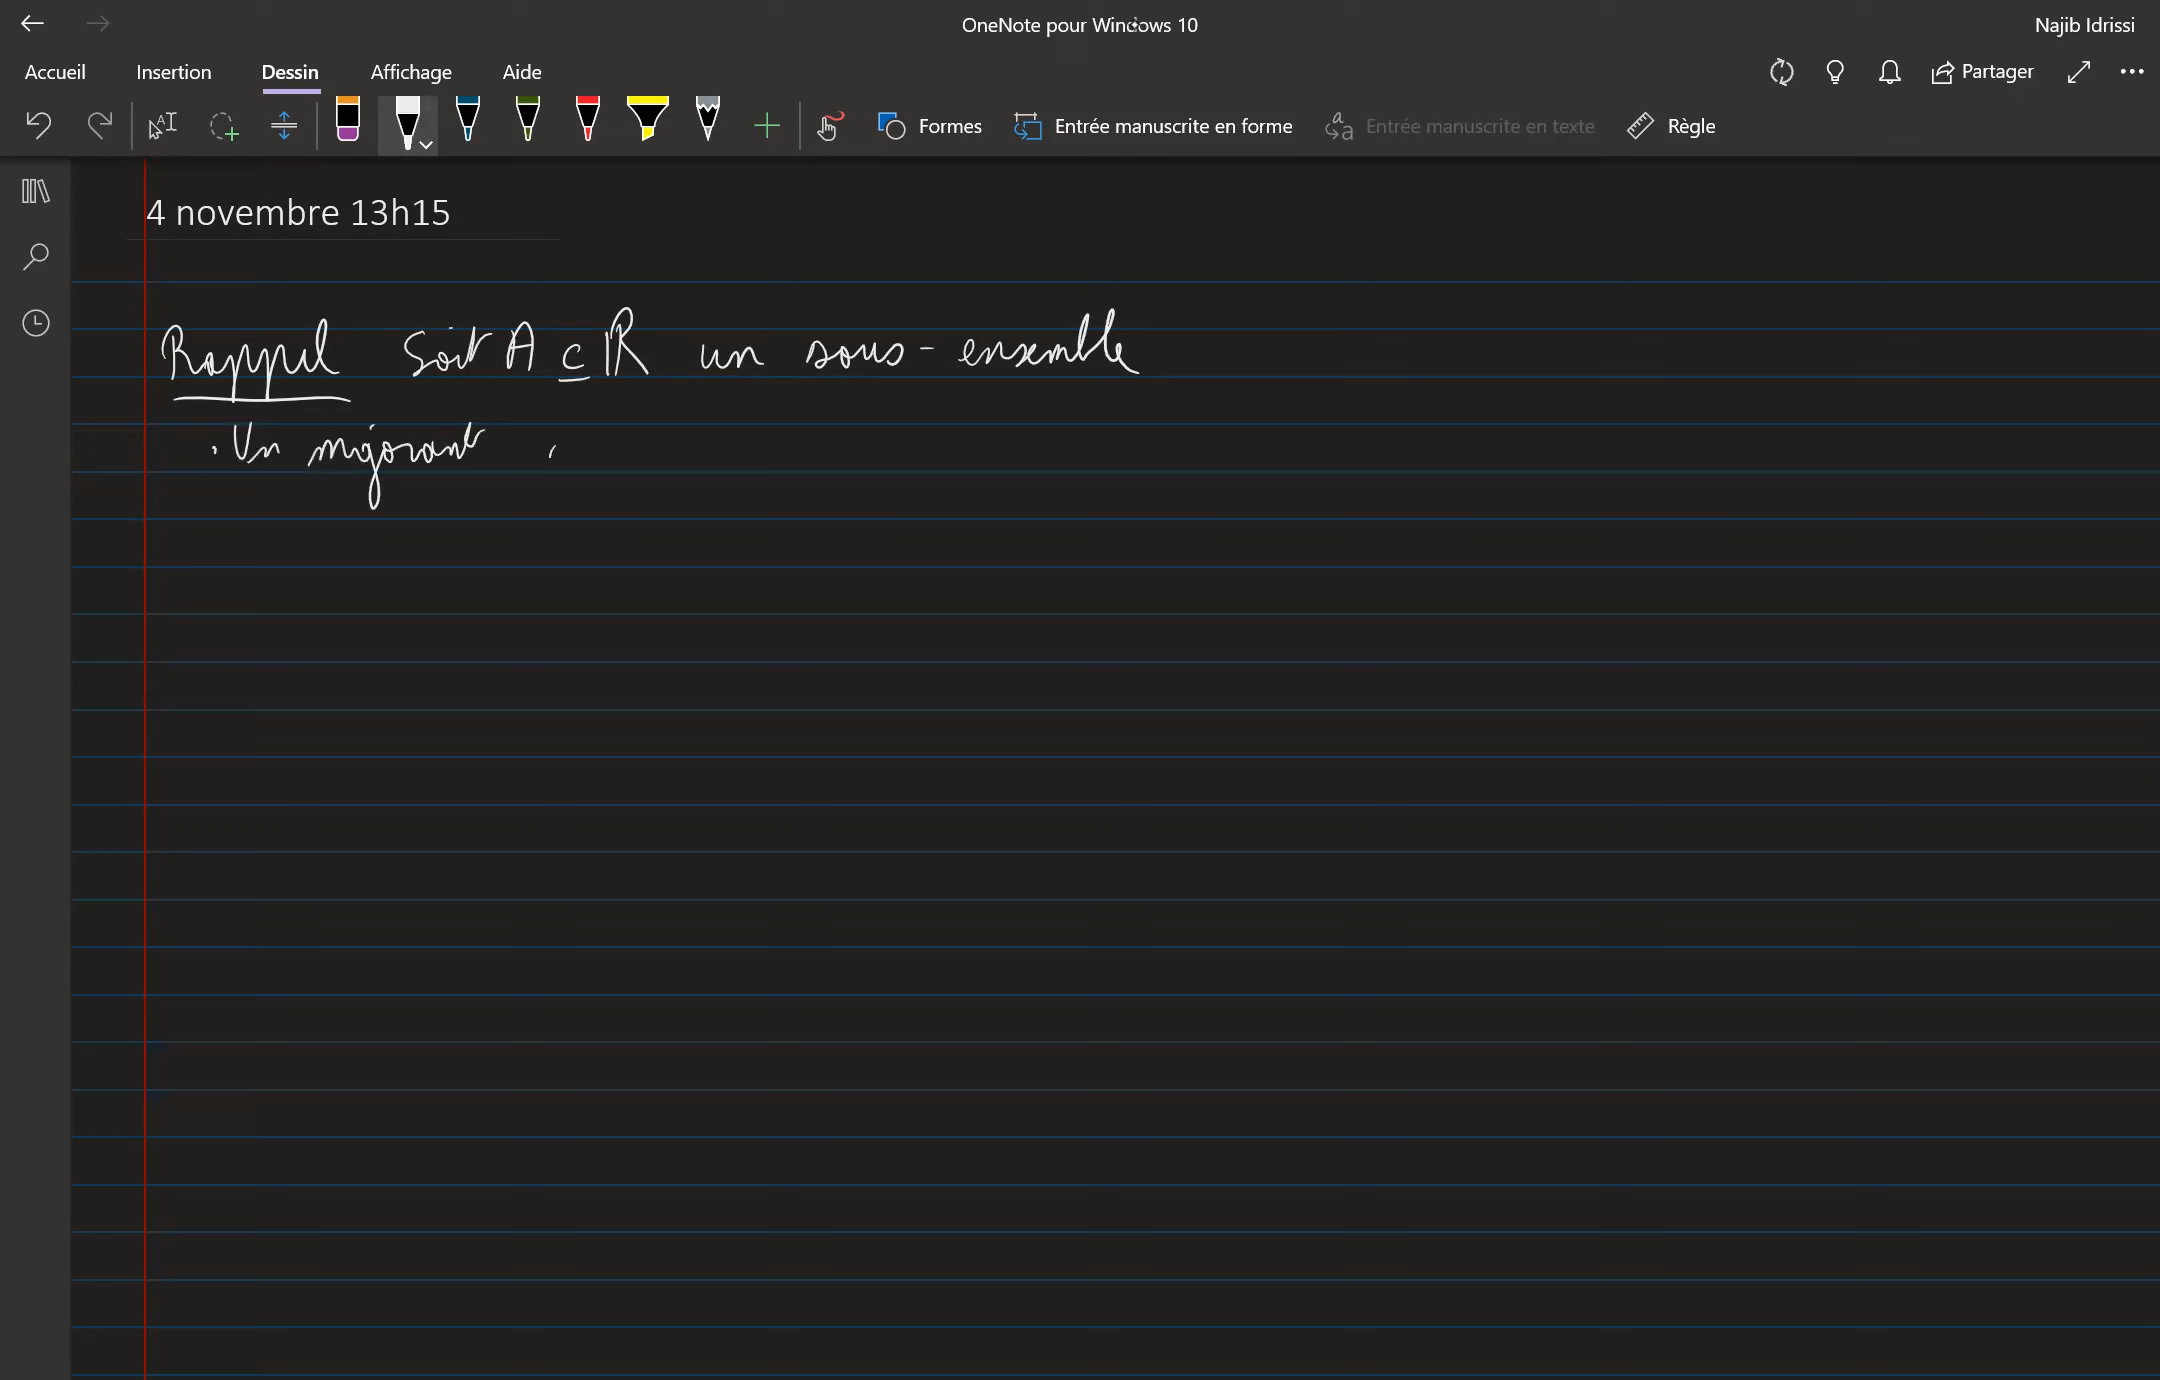 OneNote pour Windows 10
Najib Idrissi
Accueil Insertion Dessin Affichage Aide
Partager
Formes Entrée manuscrite en forme Entrée manuscrite en texte Règle
4 novembre 13h15
Rappel Soit A ⊆ ℝ un sous-ensemble
· Un majorant